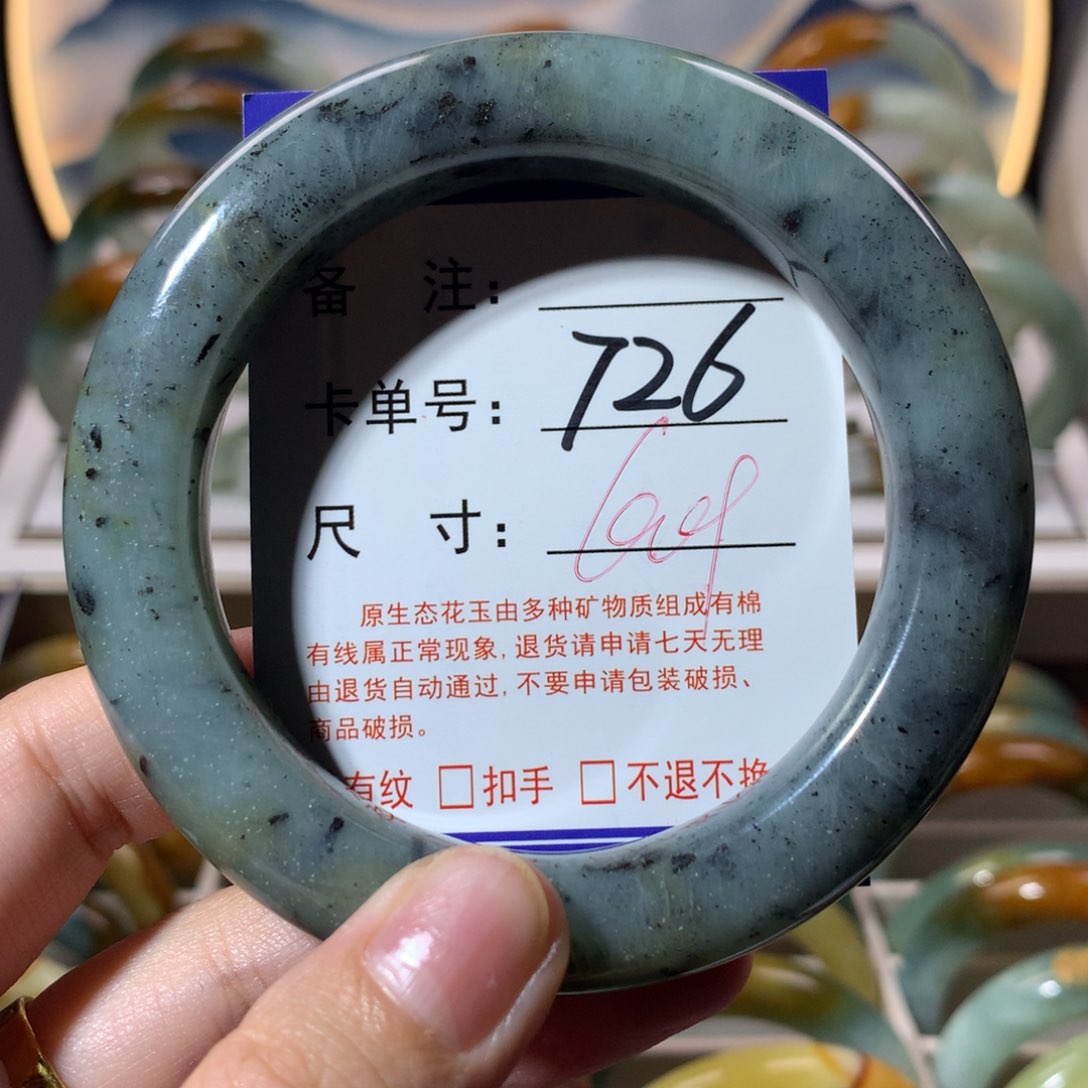 备 注:
卡单号: 726
尺 寸:
原生态花玉由多种矿物质组成有棉
有线属正常现象,退货请申请七天无理
由退货自动通过,不要申请包装破损、
商品破损。
有纹 □扣手 □不退不换